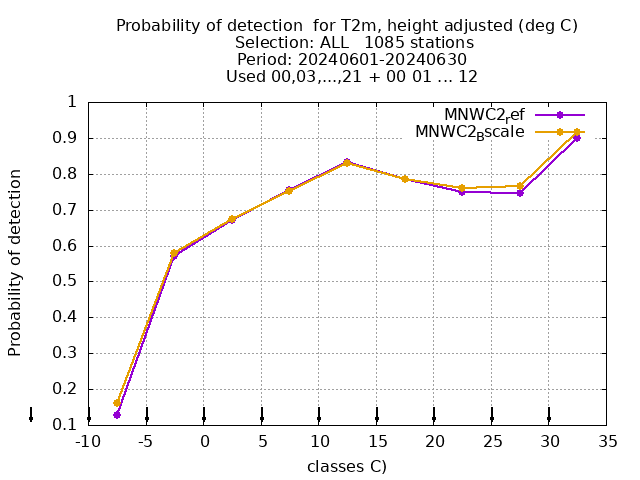 Probability of detection  for T2m, height adjusted (deg C)
Selection: ALL   1085 stations
Period: 20240601-20240630
Used 00,03,...,21 + 00 01 ... 12
MNWC2ref
MNWC2Bscale
1
0.9
0.8
0.7
0.6
0.5
0.4
0.3
0.2
0.1
Probability of detection
-10 -5 0 5 10 15 20 25 30 35
classes C)